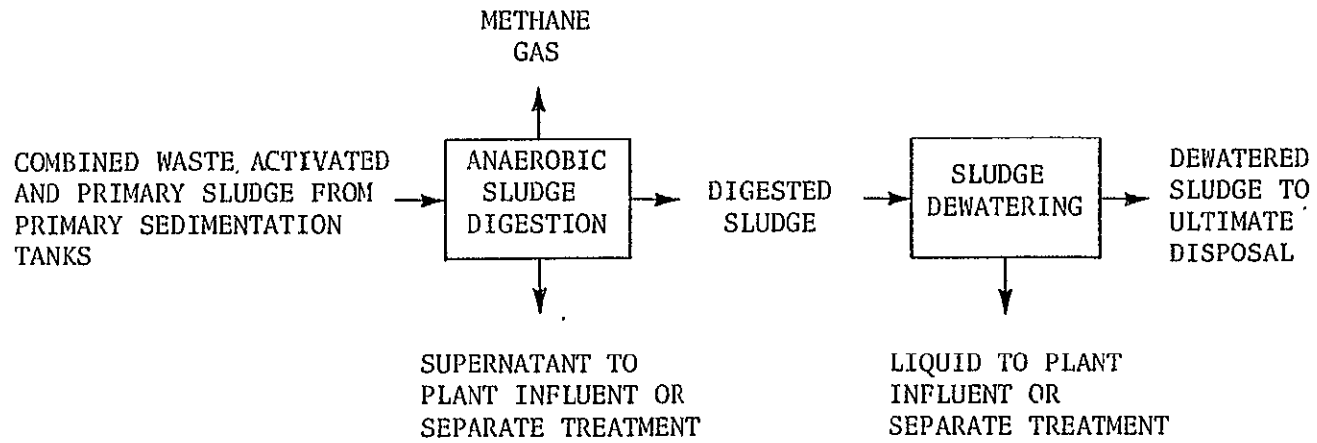 METHANE
GAS
COMBINED WASTE ACTIVATED
AND PRIMARY SLUDGE FROM
PRIMARY SEDIMENTATION
TANKS
ANAEROBIC
SLUDGE
DIGESTION
DIGESTED
SLUDGE
SLUDGE
DEWATERING
DEWATERED
SLUDGE TO
ULTIMATE
DISPOSAL
SUPERNATANT TO
PLANT INFLUENT OR
SEPARATE TREATMENT
LIQUID TO PLANT
INFLUENT OR
SEPARATE TREATMENT